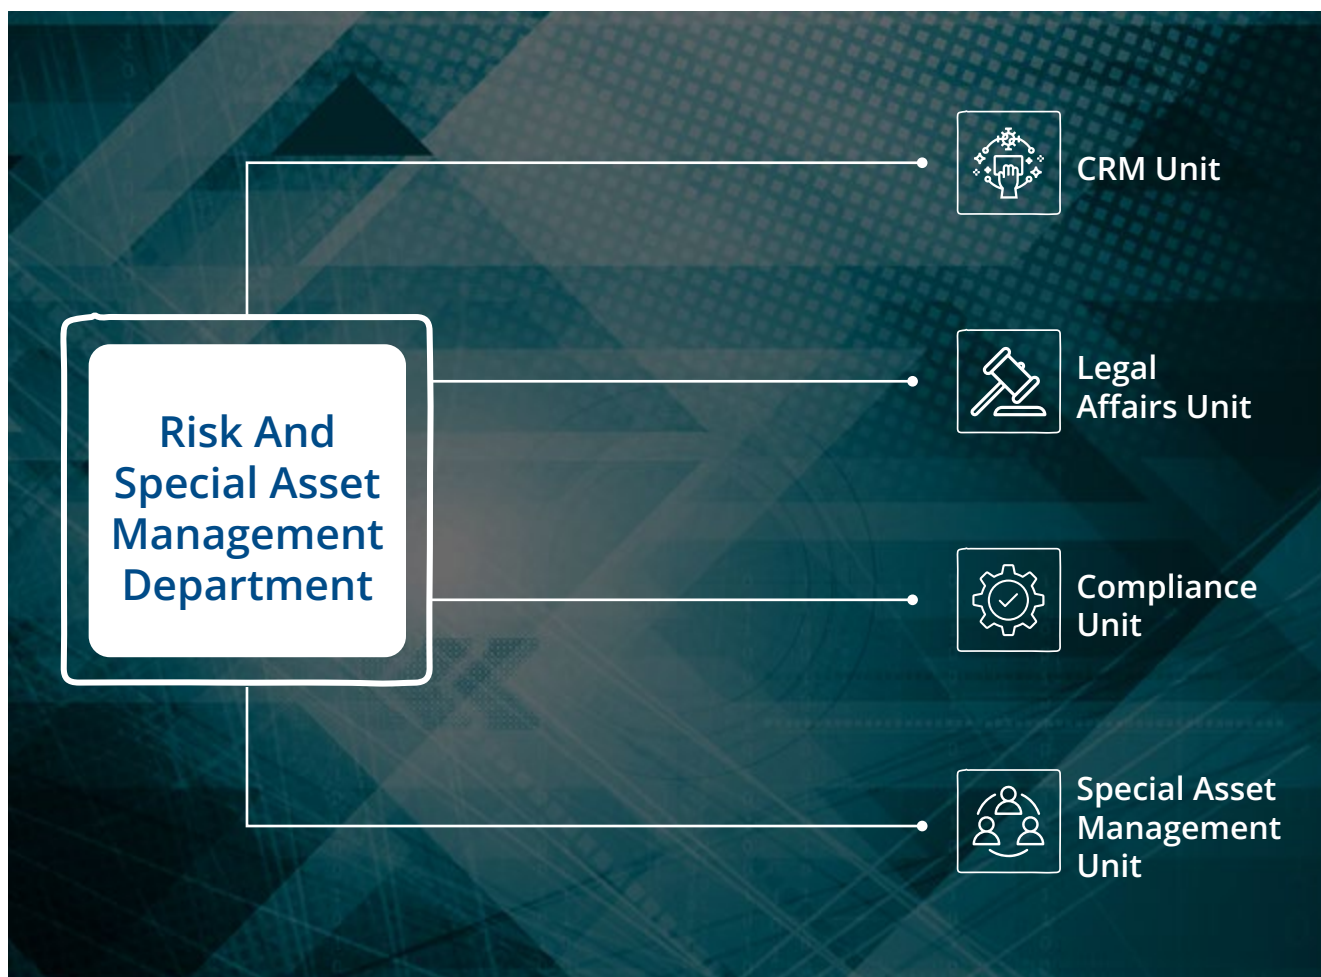 Risk And
Special Asset
Management
Department
CRM Unit
Legal
Affairs Unit
Compliance
Unit
Special Asset
Management
Unit